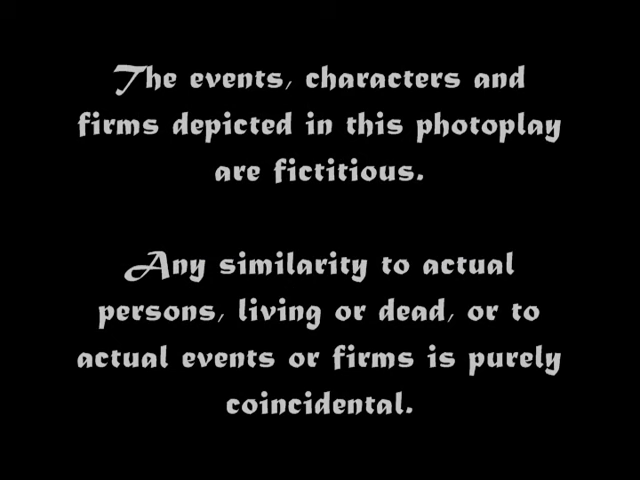 The events, characters and
firms depicted in this photoplay
are fictitious.
Any similarity to actual
persons, living or dead, or to
actual events or firms is purely
coincidental.